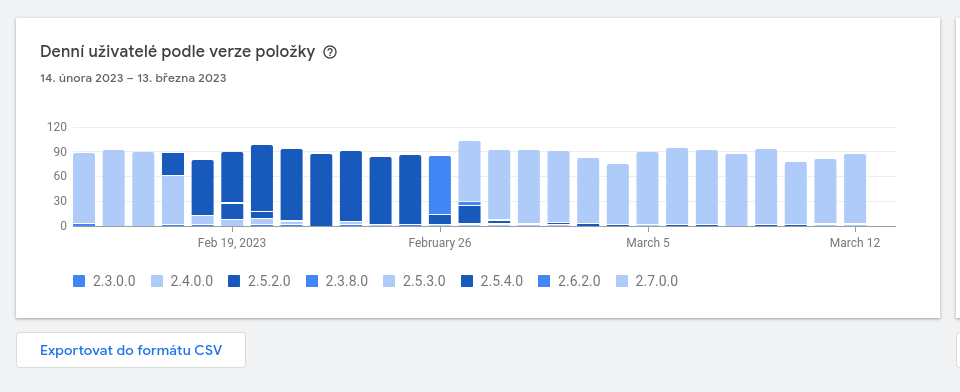 Denní uživatelé podle verze položky
14. února 2023 – 13. března 2023
120
90
60
30
0
Feb 19, 2023 February 26 March 5 March 12
2.3.0.0 2.4.0.0 2.5.2.0 2.3.8.0 2.5.3.0 2.5.4.0 2.6.2.0 2.7.0.0
Exportovat do formátu CSV